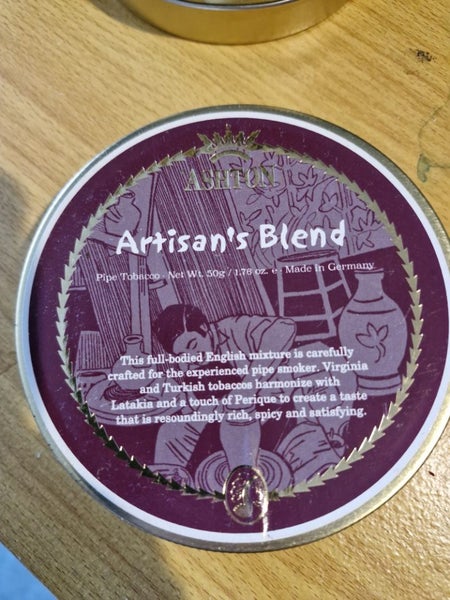 ASHTON
Artisan's Blend
Pipe Tobacco · Net Wt. 50g / 1.76 oz. e · Made In Germany
This full-bodied English mixture is carefully
crafted for the experienced pipe smoker. Virginia
and Turkish tobaccos harmonize with
Latakia and a touch of Perique to create a taste
that is resoundingly rich, spicy and satisfying.